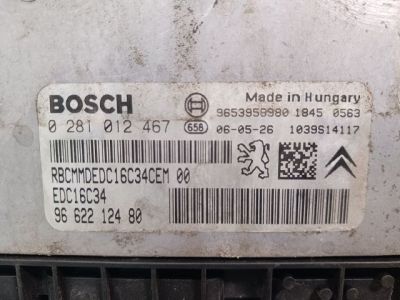 BOSCH
Made in Hungary
9653958980 1845 0563
0 281 012 467
658
06-05-26 1039S14117
RBCMMDEDC16C34CEM 00
EDC16C34
96 622 124 80